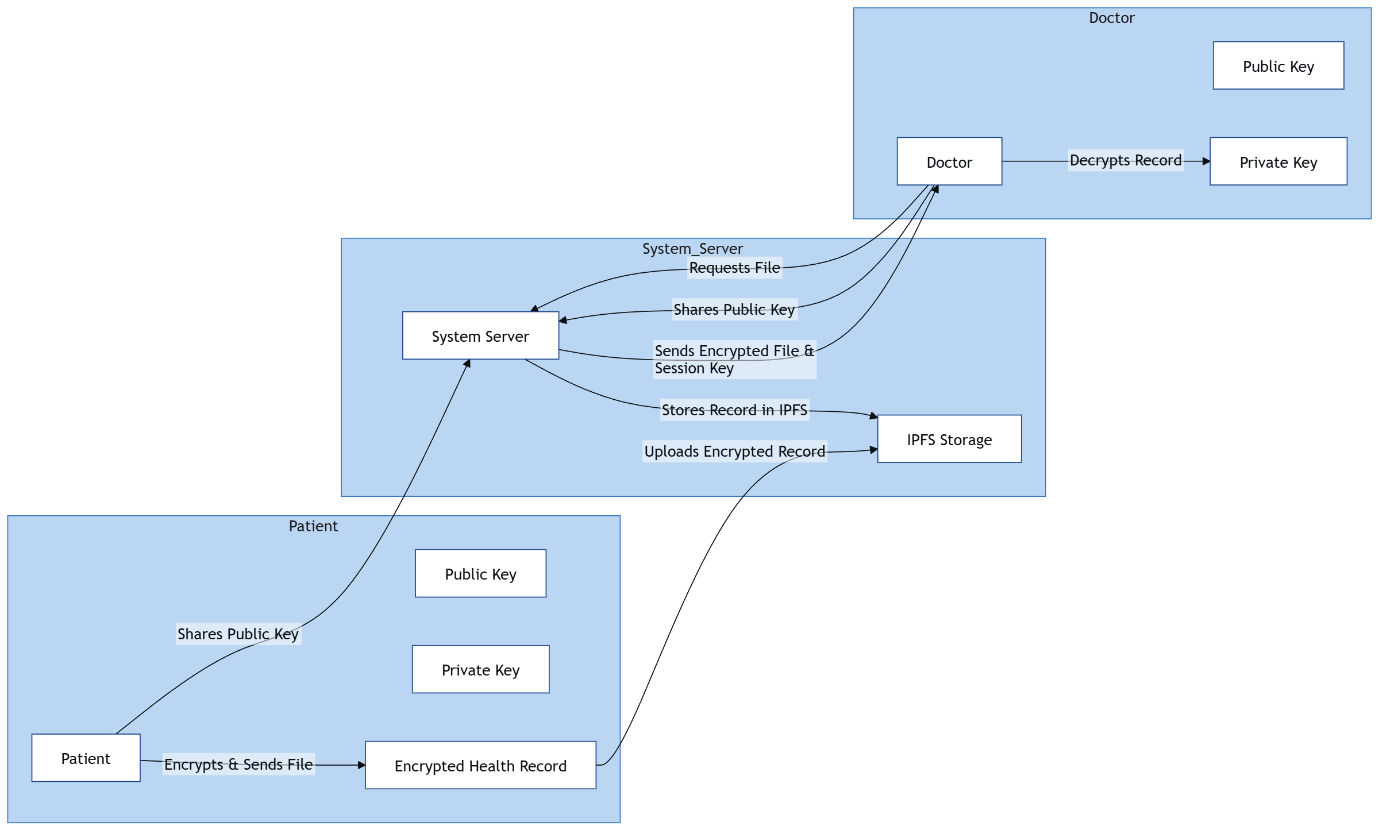 Doctor
Public Key
Doctor
Decrypts Record
Private Key
System_Server
Requests File
Shares Public Key
System Server
Sends Encrypted File &
Session Key
Stores Record in IPFS
IPFS Storage
Uploads Encrypted Record
Patient
Public Key
Shares Public Key
Private Key
Patient
Encrypts & Sends File
Encrypted Health Record